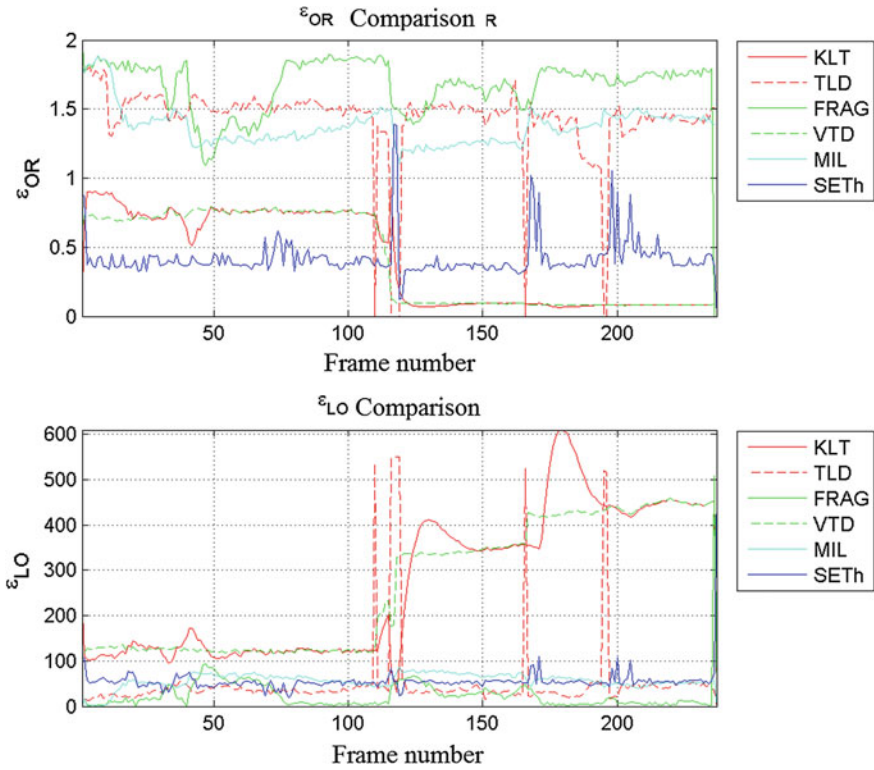 εOR Comparison R
2
1.5
1
0.5
0
εOR
50 100 150 200
Frame number
KLT
TLD
FRAG
VTD
MIL
SETh
εLO Comparison
600
500
400
300
200
100
0
εLO
50 100 150 200
Frame number
KLT
TLD
FRAG
VTD
MIL
SETh